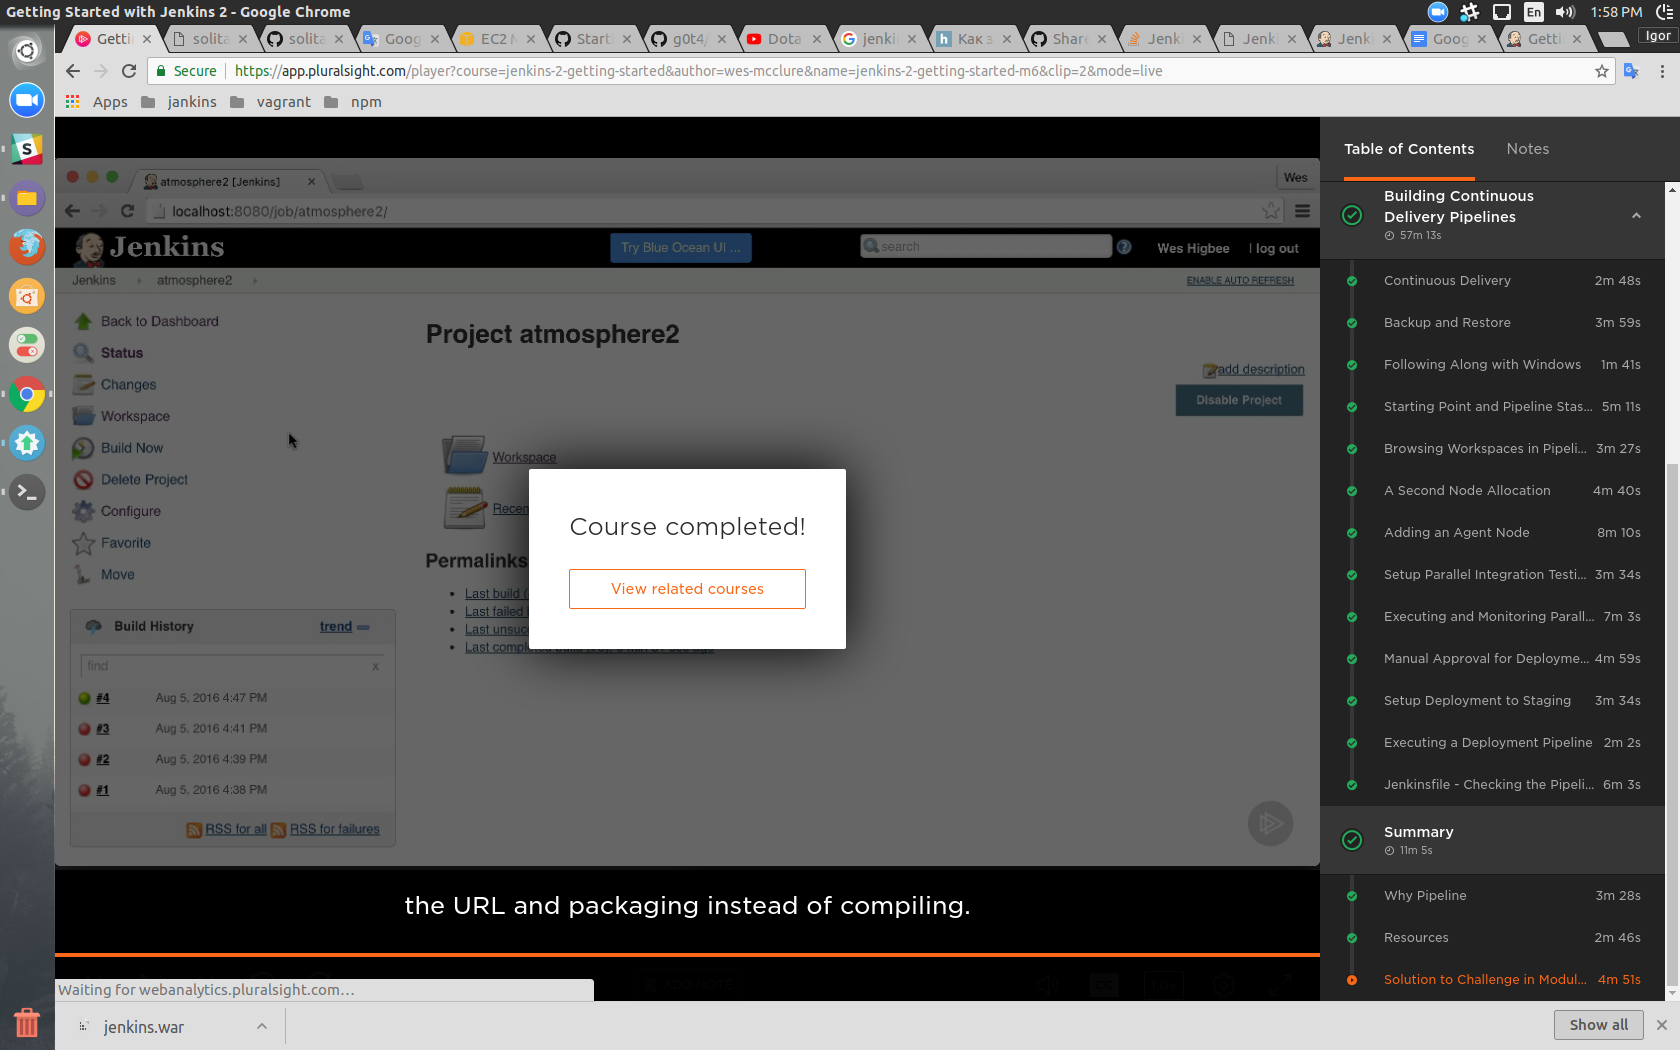 Getting Started with Jenkins 2 - Google Chrome
En
1:58 PM
Getti
solita
solita
Goog
EC2
Start
g0t4/
Dota
jenki
Как
Share
Jenki
Jenki
Jenki
Goog
Getti
Igor
Secure
https://app.pluralsight.com/player?course=jenkins-2-getting-started&author=wes-mcclure&name=jenkins-2-getting-started-m6&clip=2&mode=live
Apps
jankins
vagrant
npm
atmosphere2 [Jenkins]
Wes
localhost:8080/job/atmosphere2/
Jenkins
Try Blue Ocean UI ...
search
Wes Higbee
| log out
Jenkins
atmosphere2
ENABLE AUTO REFRESH
Back to Dashboard
Status
Changes
Workspace
Build Now
Delete Project
Configure
Favorite
Move
Project atmosphere2
add description
Disable Project
Workspace
Recen
Permalinks
Last build (
Last failed
Last unsucc
Last comple
Build History
trend
find
x
#4 Aug 5, 2016 4:47 PM
#3 Aug 5, 2016 4:41 PM
#2 Aug 5, 2016 4:39 PM
#1 Aug 5, 2016 4:38 PM
RSS for all
RSS for failures
Course completed!
View related courses
the URL and packaging instead of compiling.
Table of Contents
Notes
Building Continuous
Delivery Pipelines
57m 13s
Continuous Delivery 2m 48s
Backup and Restore 3m 59s
Following Along with Windows 1m 41s
Starting Point and Pipeline Stas... 5m 11s
Browsing Workspaces in Pipeli... 3m 27s
A Second Node Allocation 4m 40s
Adding an Agent Node 8m 10s
Setup Parallel Integration Testi... 3m 34s
Executing and Monitoring Parall... 7m 3s
Manual Approval for Deployme... 4m 59s
Setup Deployment to Staging 3m 34s
Executing a Deployment Pipeline 2m 2s
Jenkinsfile - Checking the Pipeli... 6m 3s
Summary
11m 5s
Why Pipeline 3m 28s
Resources 2m 46s
Solution to Challenge in Modul... 4m 51s
Waiting for webanalytics.pluralsight.com...
jenkins.war
Show all